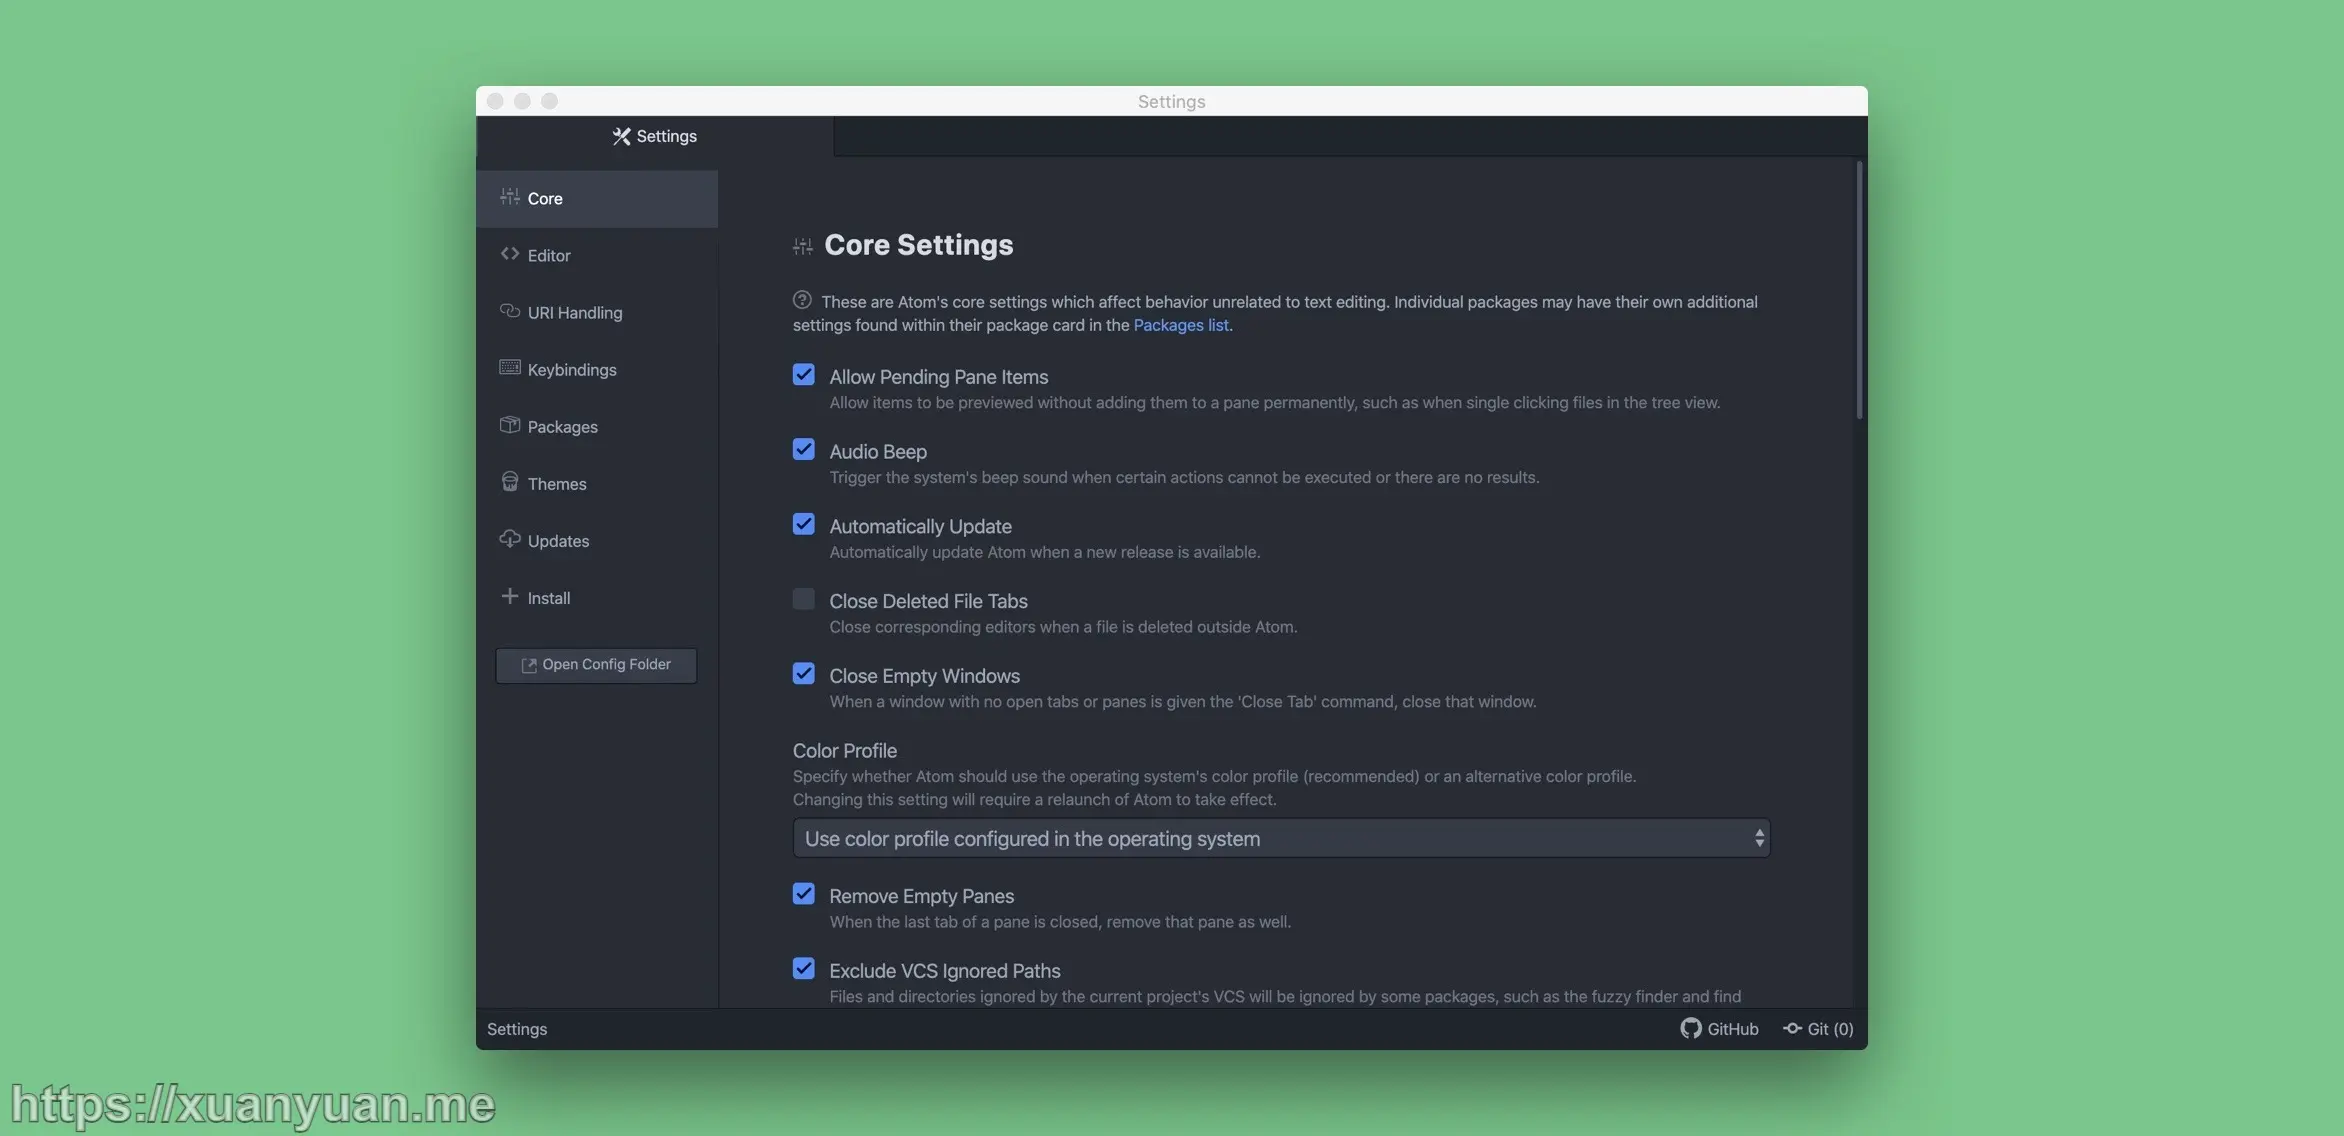 Settings
Settings
Core
Editor
URI Handling
Keybindings
Packages
Themes
Updates
Install
Open Config Folder
Core Settings
These are Atom's core settings which affect behavior unrelated to text editing. Individual packages may have their own additional
settings found within their package card in the Packages list.
Allow Pending Pane Items
Allow items to be previewed without adding them to a pane permanently, such as when single clicking files in the tree view.
Audio Beep
Trigger the system's beep sound when certain actions cannot be executed or there are no results.
Automatically Update
Automatically update Atom when a new release is available.
Close Deleted File Tabs
Close corresponding editors when a file is deleted outside Atom.
Close Empty Windows
When a window with no open tabs or panes is given the 'Close Tab' command, close that window.
Color Profile
Specify whether Atom should use the operating system's color profile (recommended) or an alternative color profile.
Changing this setting will require a relaunch of Atom to take effect.
Use color profile configured in the operating system
Remove Empty Panes
When the last tab of a pane is closed, remove that pane as well.
Exclude VCS Ignored Paths
Files and directories ignored by the current project's VCS will be ignored by some packages, such as the fuzzy finder and find
Settings
GitHub
Git (0)
https://xuanyuan.me